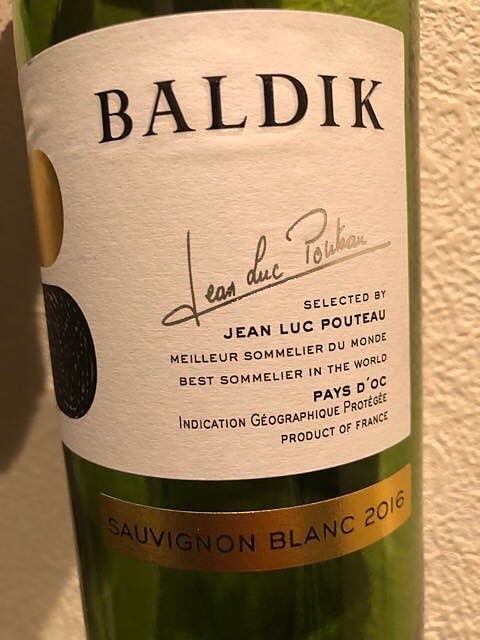 BALDIK
Jean Luc Pouteau
SELECTED BY
JEAN LUC POUTEAU
MEILLEUR SOMMELIER DU MONDE
BEST SOMMELIER IN THE WORLD
PAYS D'OC
INDICATION GÉOGRAPHIQUE PROTÉGÉE
PRODUCT OF FRANCE
SAUVIGNON BLANC 2016